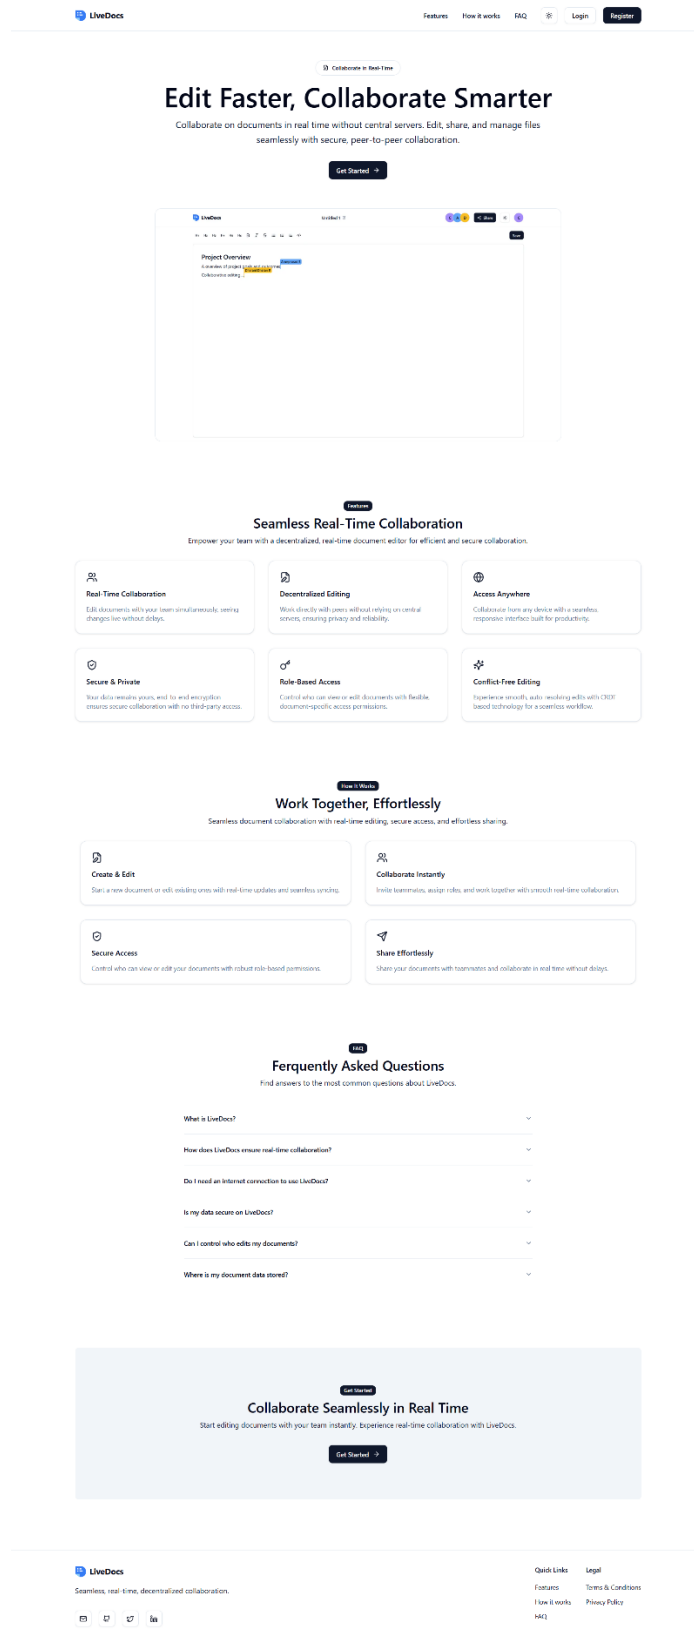 LiveDocs
Features How it works FAQ Login Register
Collaborate in Real-Time
Edit Faster, Collaborate Smarter
Collaborate on documents in real time without central servers. Edit, share, and manage files
seamlessly with secure, peer-to-peer collaboration.
Get Started
LiveDocs
Share
Save
Project Overview
Collaborative editing
Features
Seamless Real-Time Collaboration
Empower your team with a decentralized, real-time document editor for efficient and secure collaboration.
Real-Time Collaboration
Edit documents with your team simultaneously, seeing
changes live without delays.
Decentralized Editing
Work directly with peers without relying on central
servers, ensuring privacy and reliability.
Access Anywhere
Collaborate from any device with a seamless,
responsive interface built for productivity.
Secure & Private
Your data remains yours, end-to-end encryption
ensures secure collaboration with no third-party access.
Role-Based Access
Control who can view or edit documents with flexible,
document-specific access permissions.
Conflict-Free Editing
Experience smooth, auto-resolving edits with CRDT
based technology for a seamless workflow.
How It Works
Work Together, Effortlessly
Seamless document collaboration with real-time editing, secure access, and effortless sharing.
Create & Edit
Start a new document or edit existing ones with real-time updates and seamless syncing.
Collaborate Instantly
Invite teammates, assign roles, and work together with smooth real-time collaboration.
Secure Access
Control who can view or edit your documents with robust role-based permissions.
Share Effortlessly
Share your documents with teammates and collaborate in real time without delays.
FAQ
Ferquently Asked Questions
Find answers to the most common questions about LiveDocs.
What is LiveDocs?
How does LiveDocs ensure real-time collaboration?
Do I need an internet connection to use LiveDocs?
Is my data secure on LiveDocs?
Can I control who edits my documents?
Where is my document data stored?
Get Started
Collaborate Seamlessly in Real Time
Start editing documents with your team instantly. Experience real-time collaboration with LiveDocs.
Get Started
LiveDocs
Seamless, real-time, decentralized collaboration.
Quick Links
Features
How it works
FAQ
Legal
Terms & Conditions
Privacy Policy